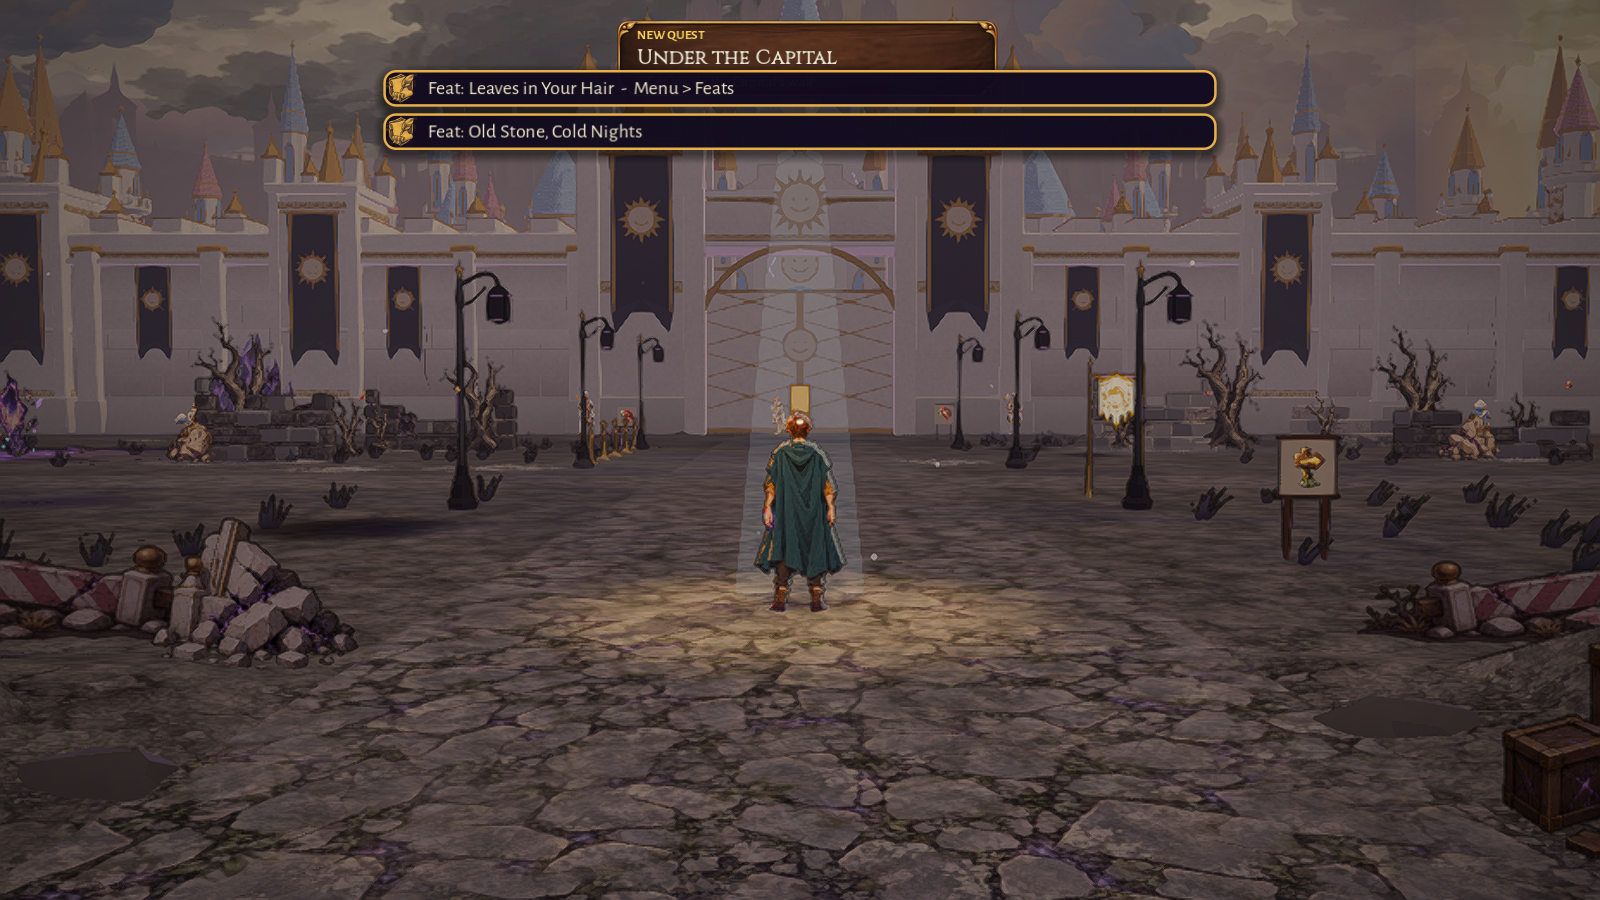 NEW QUEST
Under the Capital
Feat: Leaves in Your Hair - Menu > Feats
Feat: Old Stone, Cold Nights